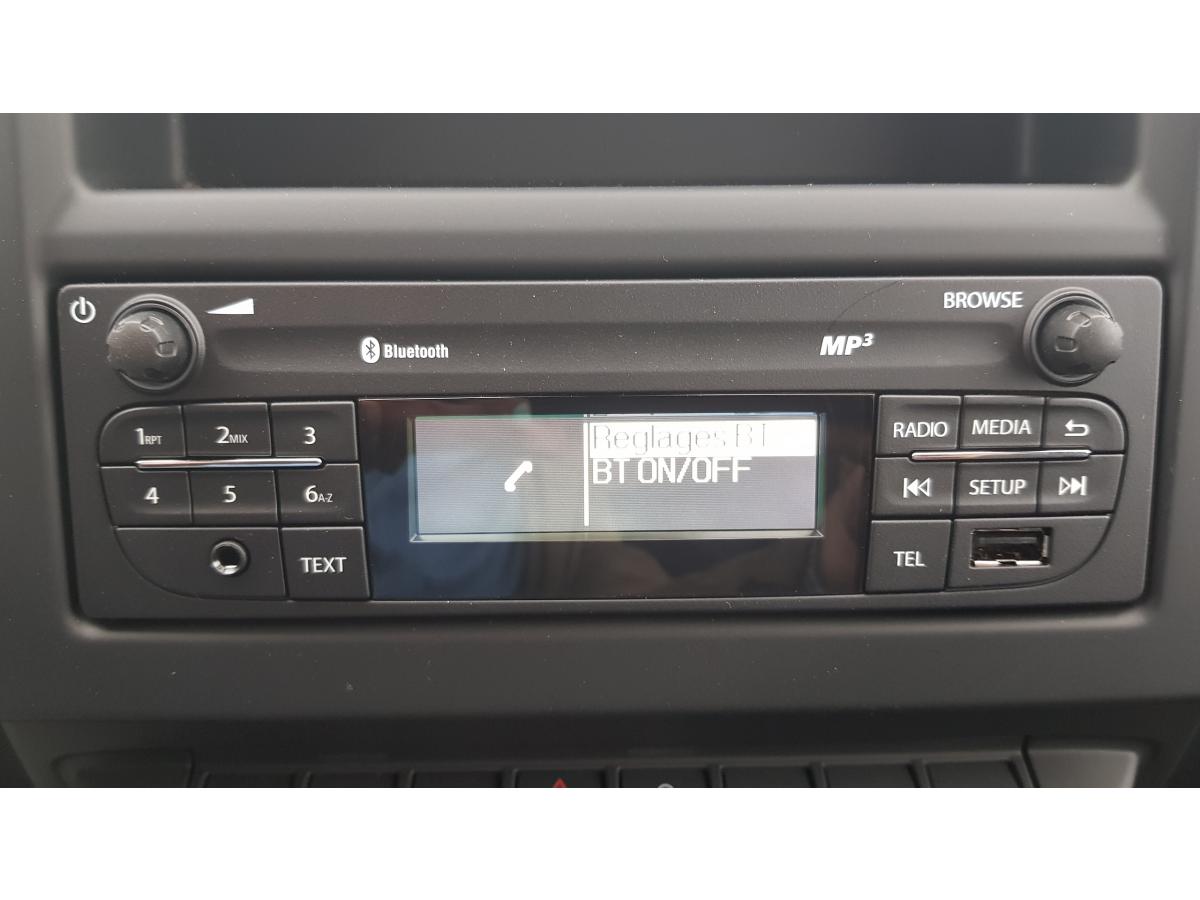 BROWSE
Bluetooth
MP3
1RPT 2MIX 3
Reglages BT
RADIO MEDIA
BT ON/OFF
4 5 6A-Z
SETUP
TEXT
TEL